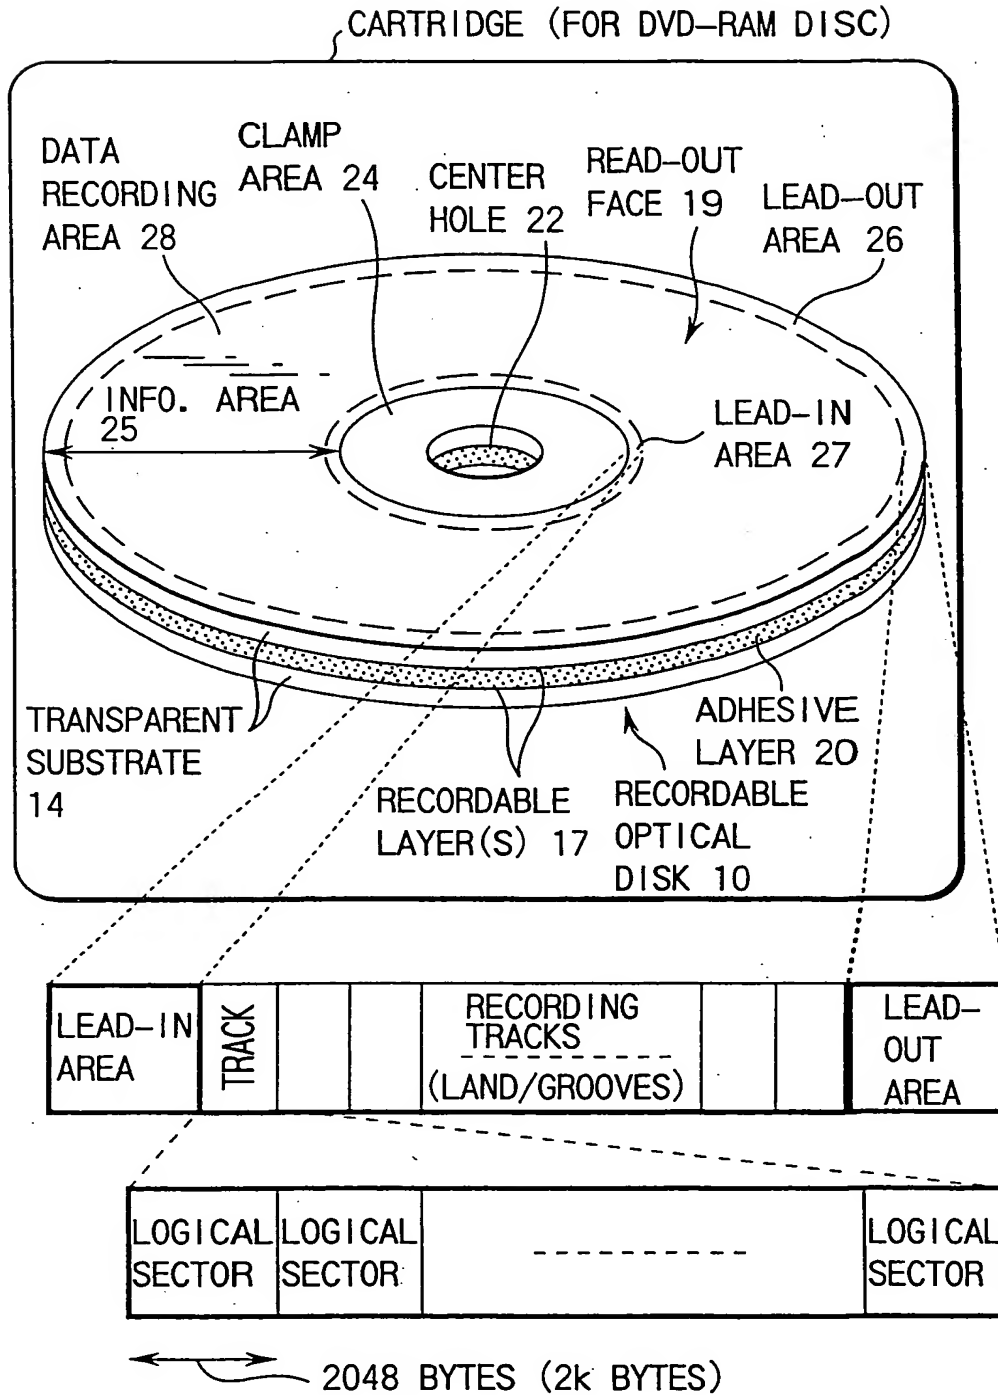 CARTRIDGE (FOR DVD-RAM DISC)
DATA
RECORDING
AREA 28
CLAMP
AREA 24
CENTER
HOLE 22
READ-OUT
FACE 19
LEAD-OUT
AREA 26
INFO. AREA
25
LEAD-IN
AREA 27
TRANSPARENT
SUBSTRATE
14
RECORDABLE
LAYER(S) 17
ADHESIVE
LAYER 20
RECORDABLE
OPTICAL
DISK 10
LEAD-IN
AREA
TRACK
RECORDING
TRACKS
(LAND/GROOVES)
LEAD-
OUT
AREA
LOGICAL
SECTOR
LOGICAL
SECTOR
LOGICAL
SECTOR
2048 BYTES (2k BYTES)